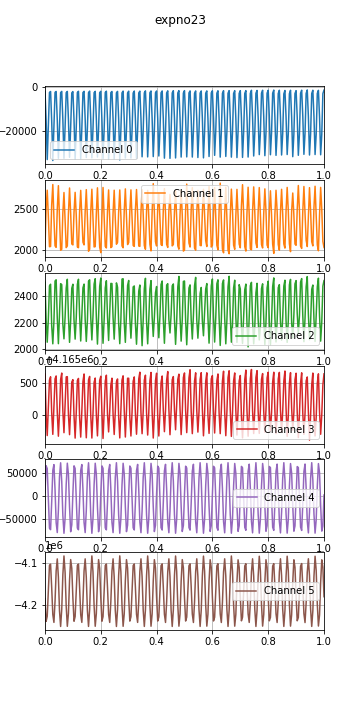 expno23
0
−20000
Channel 0
0.0 0.2 0.4 0.6 0.8 1.0
2500
2000
Channel 1
0.0 0.2 0.4 0.6 0.8 1.0
2400
2200
2000
Channel 2
0.0 0.2 0.4 0.6 0.8 1.0
+4.165e6
500
0
Channel 3
0.0 0.2 0.4 0.6 0.8 1.0
50000
0
−50000
Channel 4
0.0 0.2 0.4 0.6 0.8 1.0
1e6
−4.1
−4.2
Channel 5
0.0 0.2 0.4 0.6 0.8 1.0